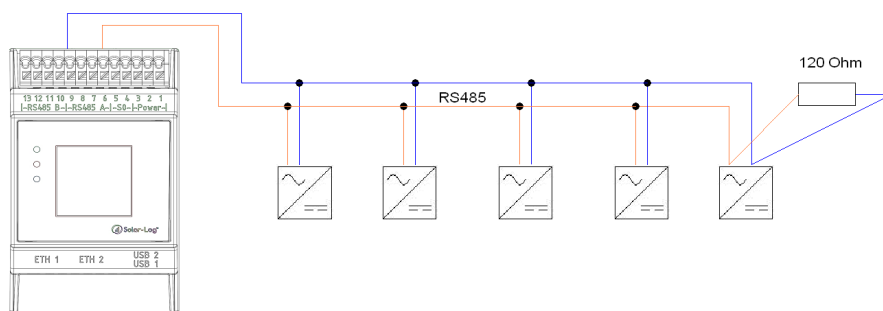 120 Ohm
RS485
13 12 11 10 9 8 7 6 5 4 3 2 1
|-RS485 B-|-RS485 A-|-S0-|-Power-|
Solar-Log®
ETH 1 ETH 2 USB 2
USB 1